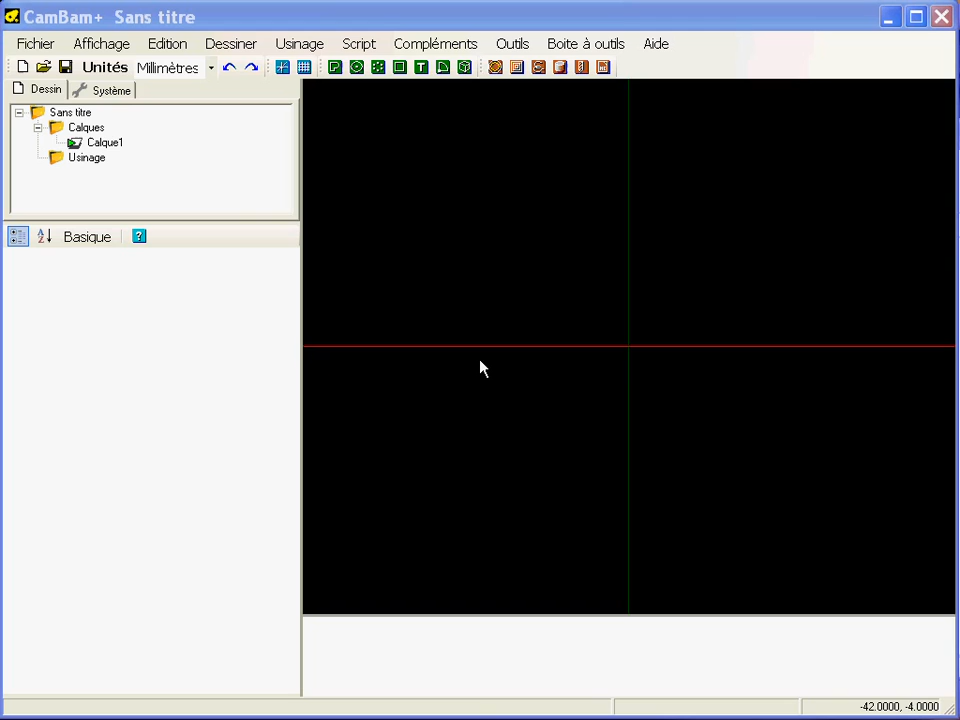 CamBam+ Sans titre
Fichier Affichage Edition Dessiner Usinage Script Compléments Outils Boite à outils Aide
Unités Millimètres
Dessin Système
Sans titre
Calques
Calque1
Usinage
Basique
-42.0000, -4.0000